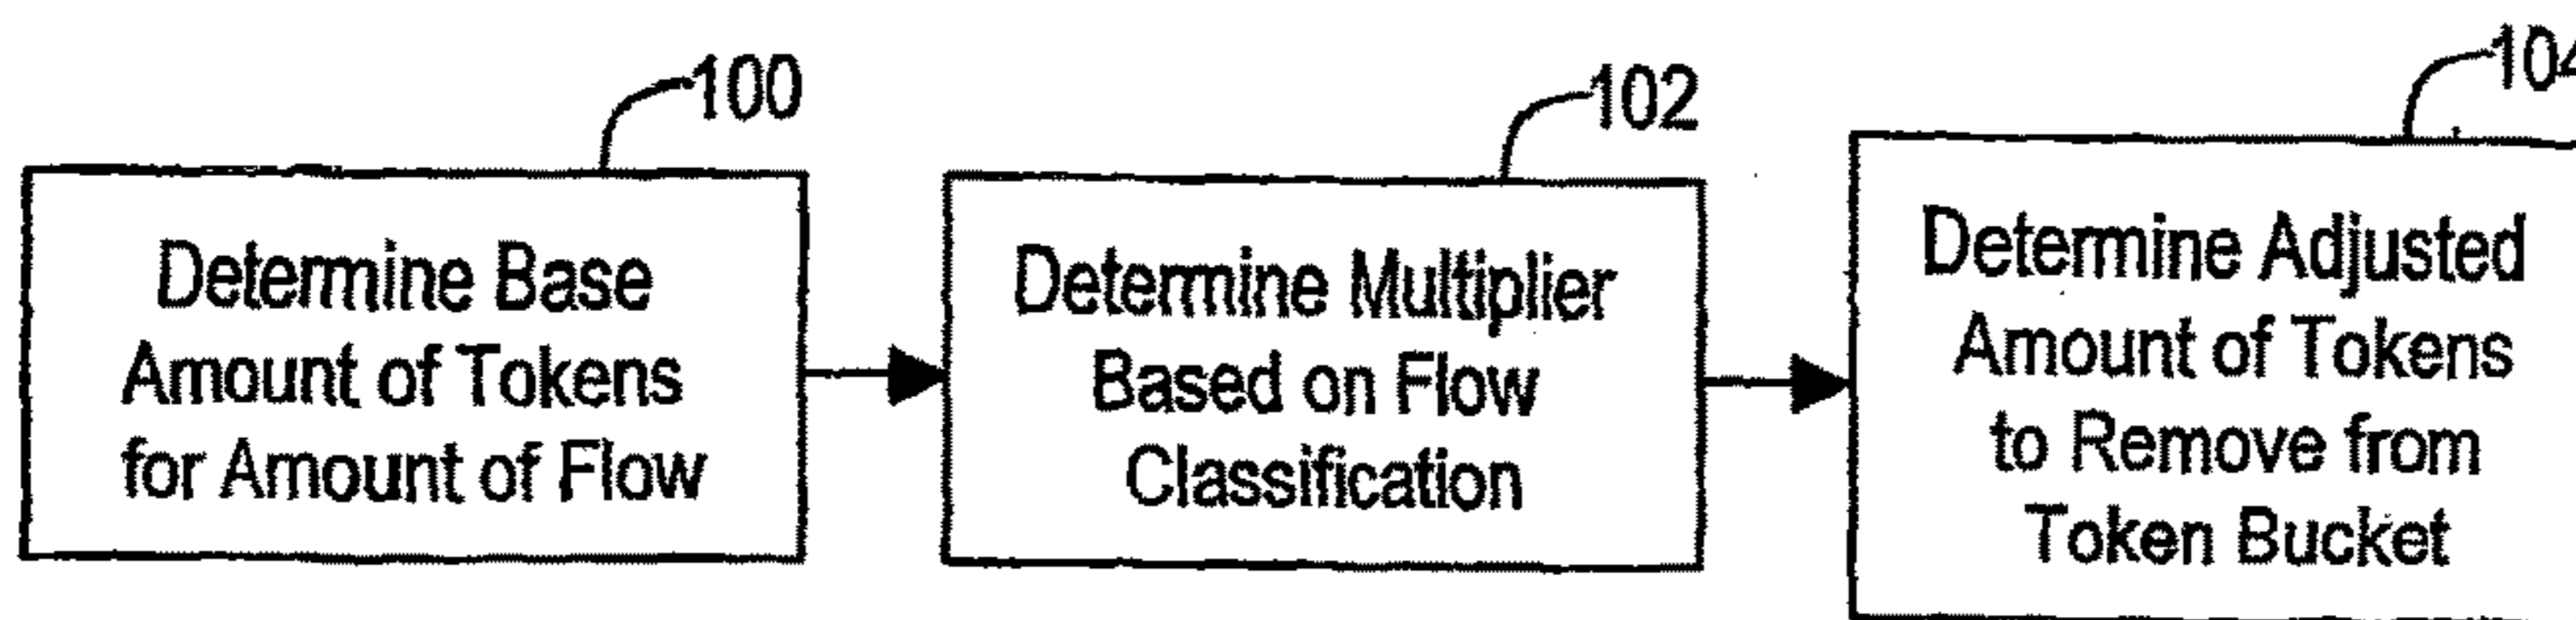 100
Determine Base
Amount of Tokens
for Amount of Flow
102
Determine Multiplier
Based on Flow
Classification
104
Determine Adjusted
Amount of Tokens
to Remove from
Token Bucket